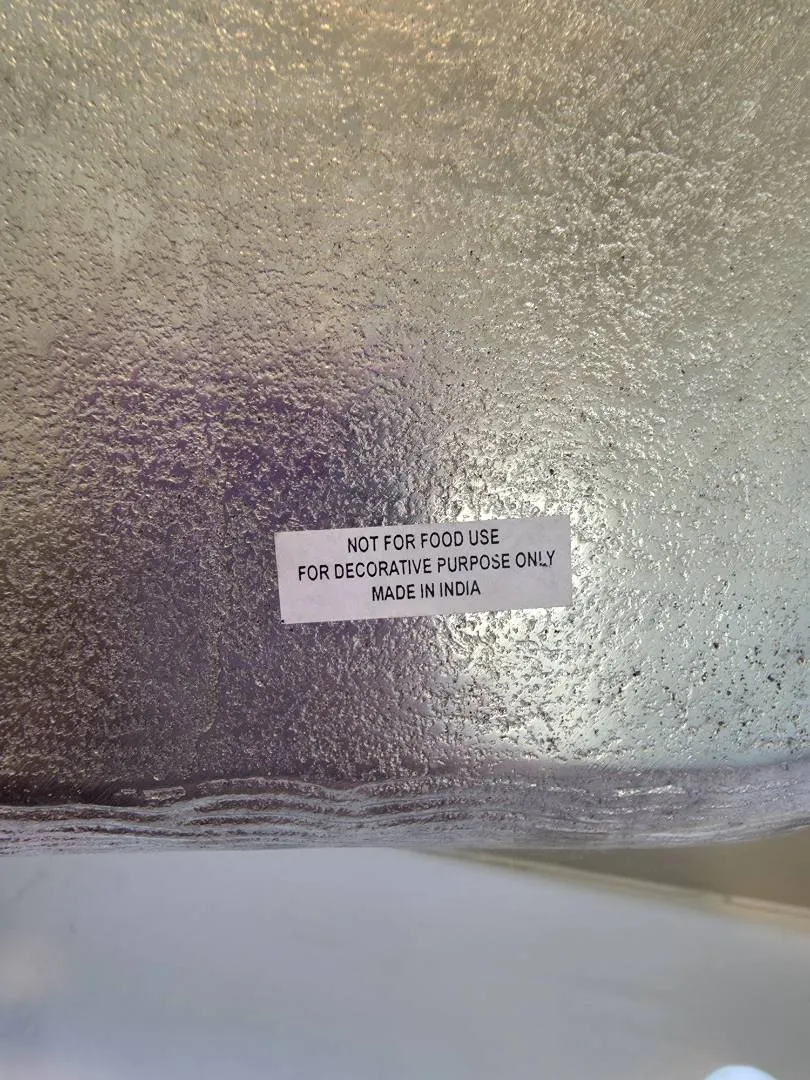 NOT FOR FOOD USE
FOR DECORATIVE PURPOSE ONLY
MADE IN INDIA